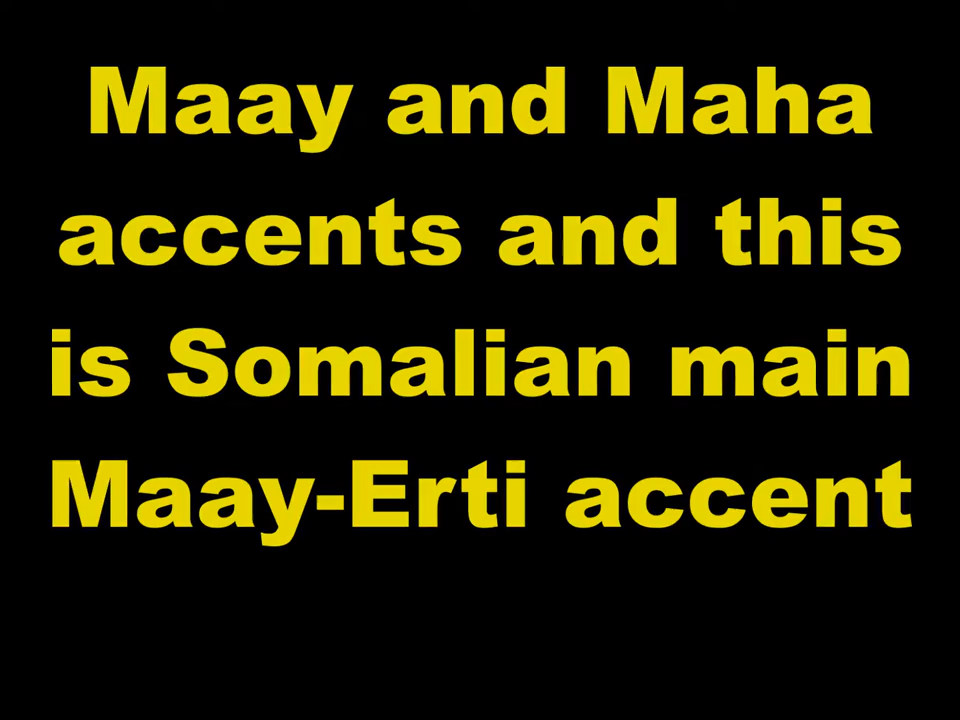 Maay and Maha
accents and this
is Somalian main
Maay-Erti accent